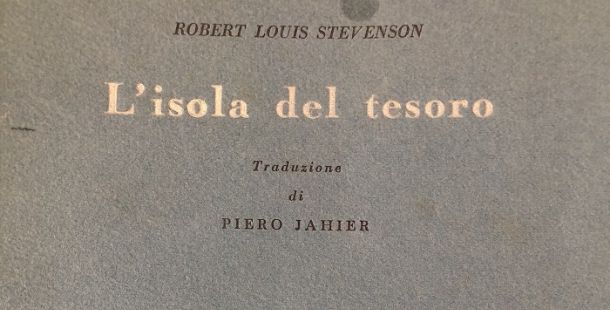 ROBERT LOUIS STEVENSON
L'isola del tesoro
Traduzione
di
PIERO JAHIER